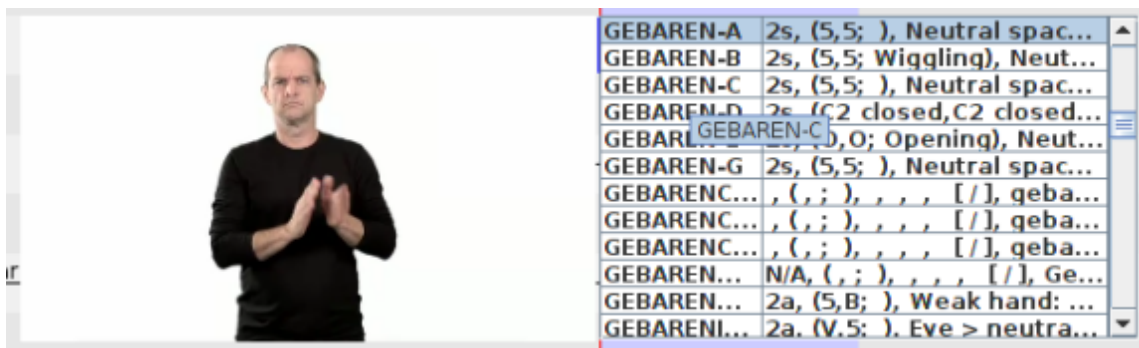 GEBAREN-A 2s, (5,5; ), Neutral spac...
GEBAREN-B 2s, (5,5; Wiggling), Neut...
GEBAREN-C 2s, (5,5; ), Neutral spac...
GEBAREN-D 2s, (C2 closed,C2 closed...
GEBAREN-C
O; Opening), Neut...
GEBAREN-G 2s, (5,5; ), Neutral spac...
GEBARENC... , ( , ; ), , , , [ / ], geba...
GEBARENC... , ( , ; ), , , , [ / ], geba...
GEBARENC... , ( , ; ), , , , [ / ], geba...
GEBAREN... N/A, ( , ; ), , , , [ / ], Ge...
GEBAREN... 2a, (5,B; ), Weak hand: ...
GEBARENI... 2a, (V,5; ), Eye > neutra...